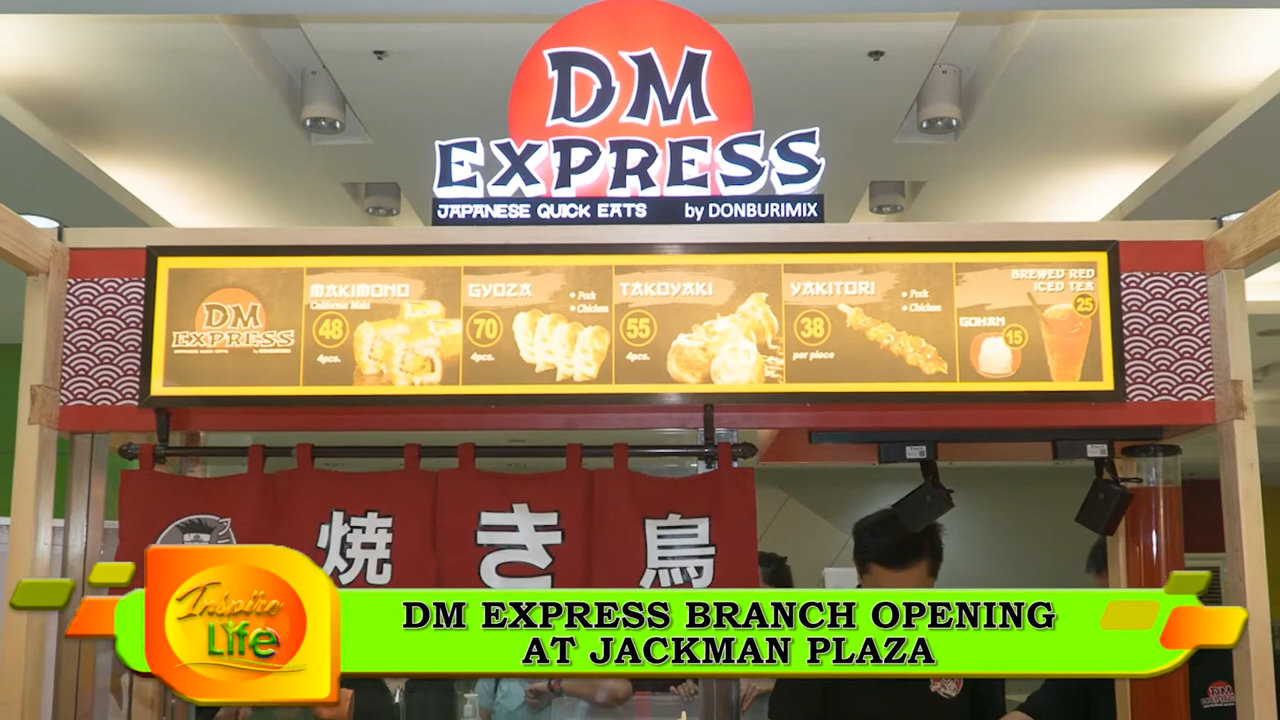 DM
EXPRESS
JAPANESE QUICK EATS by DONBURIMIX
DM
EXPRESS
MAKIMONO
California Maki
48
4pcs.
GYOZA
Pork
Chicken
70
4pcs.
TAKOYAKI
55
4pcs.
YAKITORI
Pork
Chicken
38
per piece
BREWED RED
ICED TEA
25
GOHAN
15
焼き鳥
Inspire
Life
DM EXPRESS BRANCH OPENING
AT JACKMAN PLAZA
DM
EXPRESS